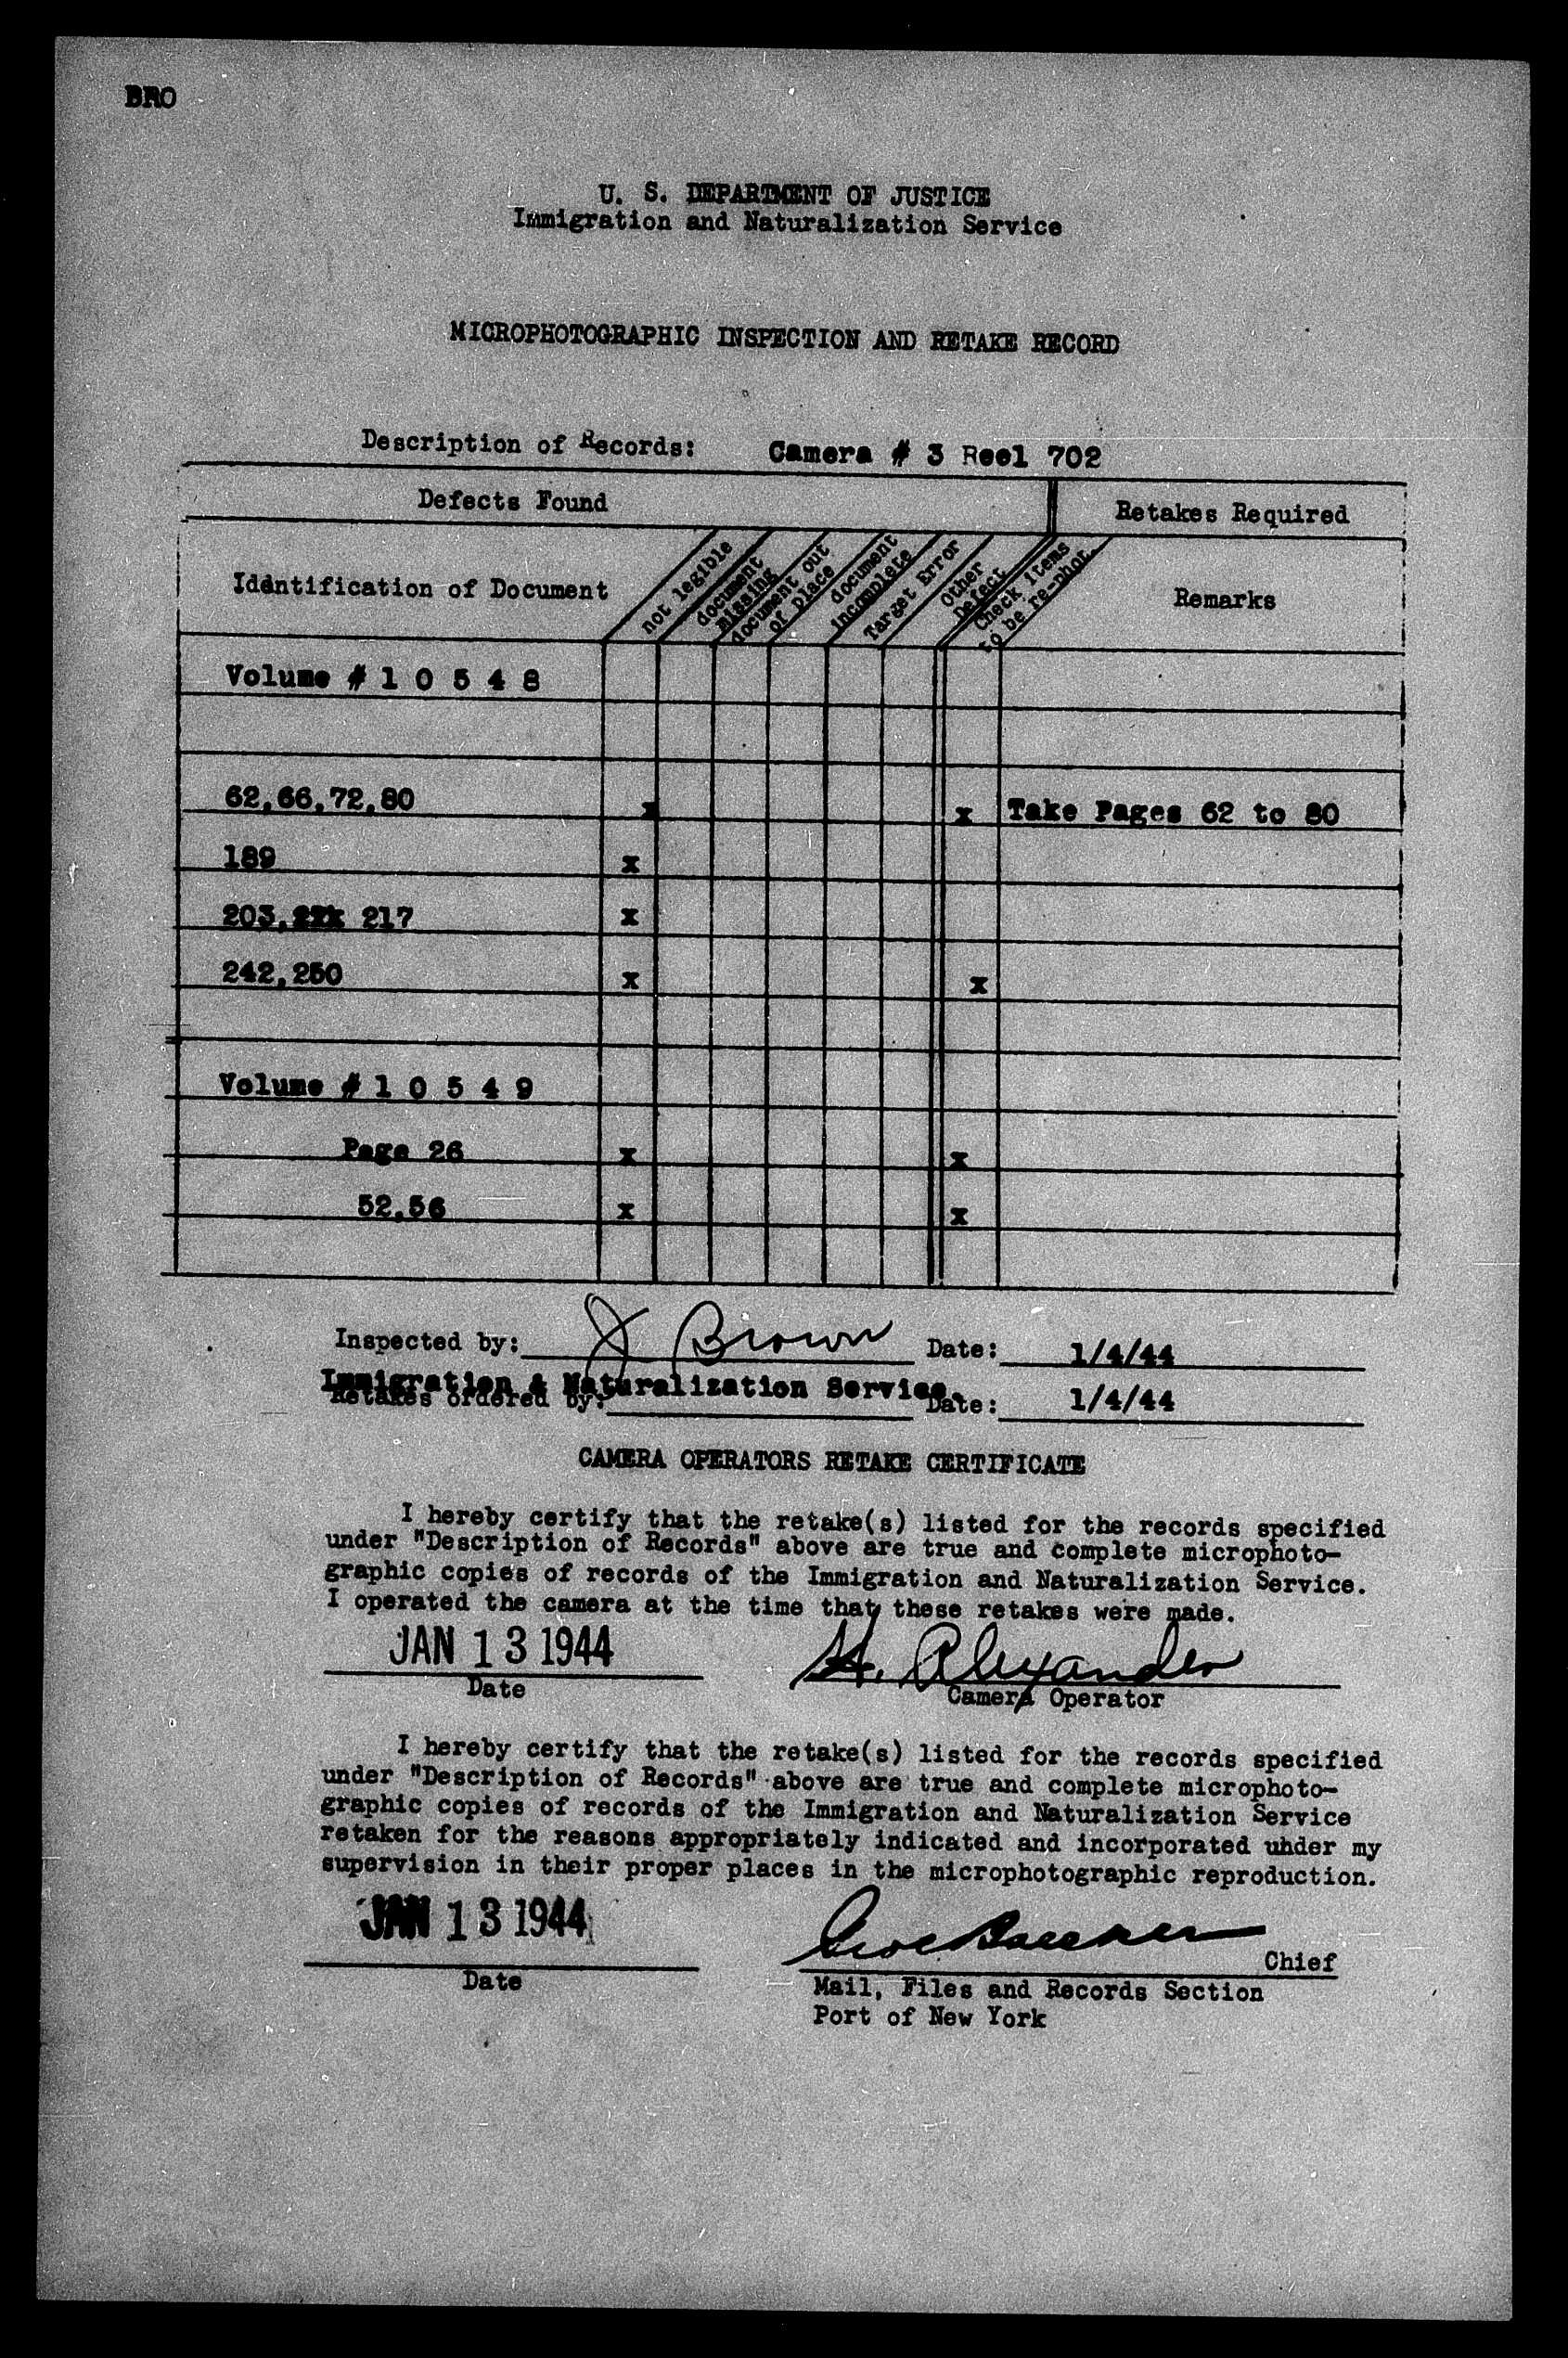 BRO
U. S. DEPARTMENT OF JUSTICE
Immigration and Naturalization Service
MICROPHOTOGRAPHIC INSPECTION AND RETAKE RECORD
Description of Records: Camera # 3 Reel 702
Defects Found
Retakes Required
Identification of Document
not legible
document missing
document out of place
document incomplete
Target Error
Other Defect
Check items to be re-phot.
Remarks
Volume # 1 0 5 4 8
62,66,72,80 x x Take Pages 62 to 80
189 x
203, 217 x
242,250 x x
Volume # 1 0 5 4 9
Page 26 x x
52,56 x x
Inspected by: J Brown Date: 1/4/44
Immigration & Naturalization Service.
Retakes ordered by: Date: 1/4/44
CAMERA OPERATORS RETAKE CERTIFICATE
I hereby certify that the retake(s) listed for the records specified
under "Description of Records" above are true and complete microphoto-
graphic copies of records of the Immigration and Naturalization Service.
I operated the camera at the time that these retakes were made.
JAN 13 1944 H. Alexander
Date Camera Operator
I hereby certify that the retake(s) listed for the records specified
under "Description of Records" above are true and complete microphoto-
graphic copies of records of the Immigration and Naturalization Service
retaken for the reasons appropriately indicated and incorporated under my
supervision in their proper places in the microphotographic reproduction.
JAN 13 1944
Chief
Date Mail, Files and Records Section
Port of New York